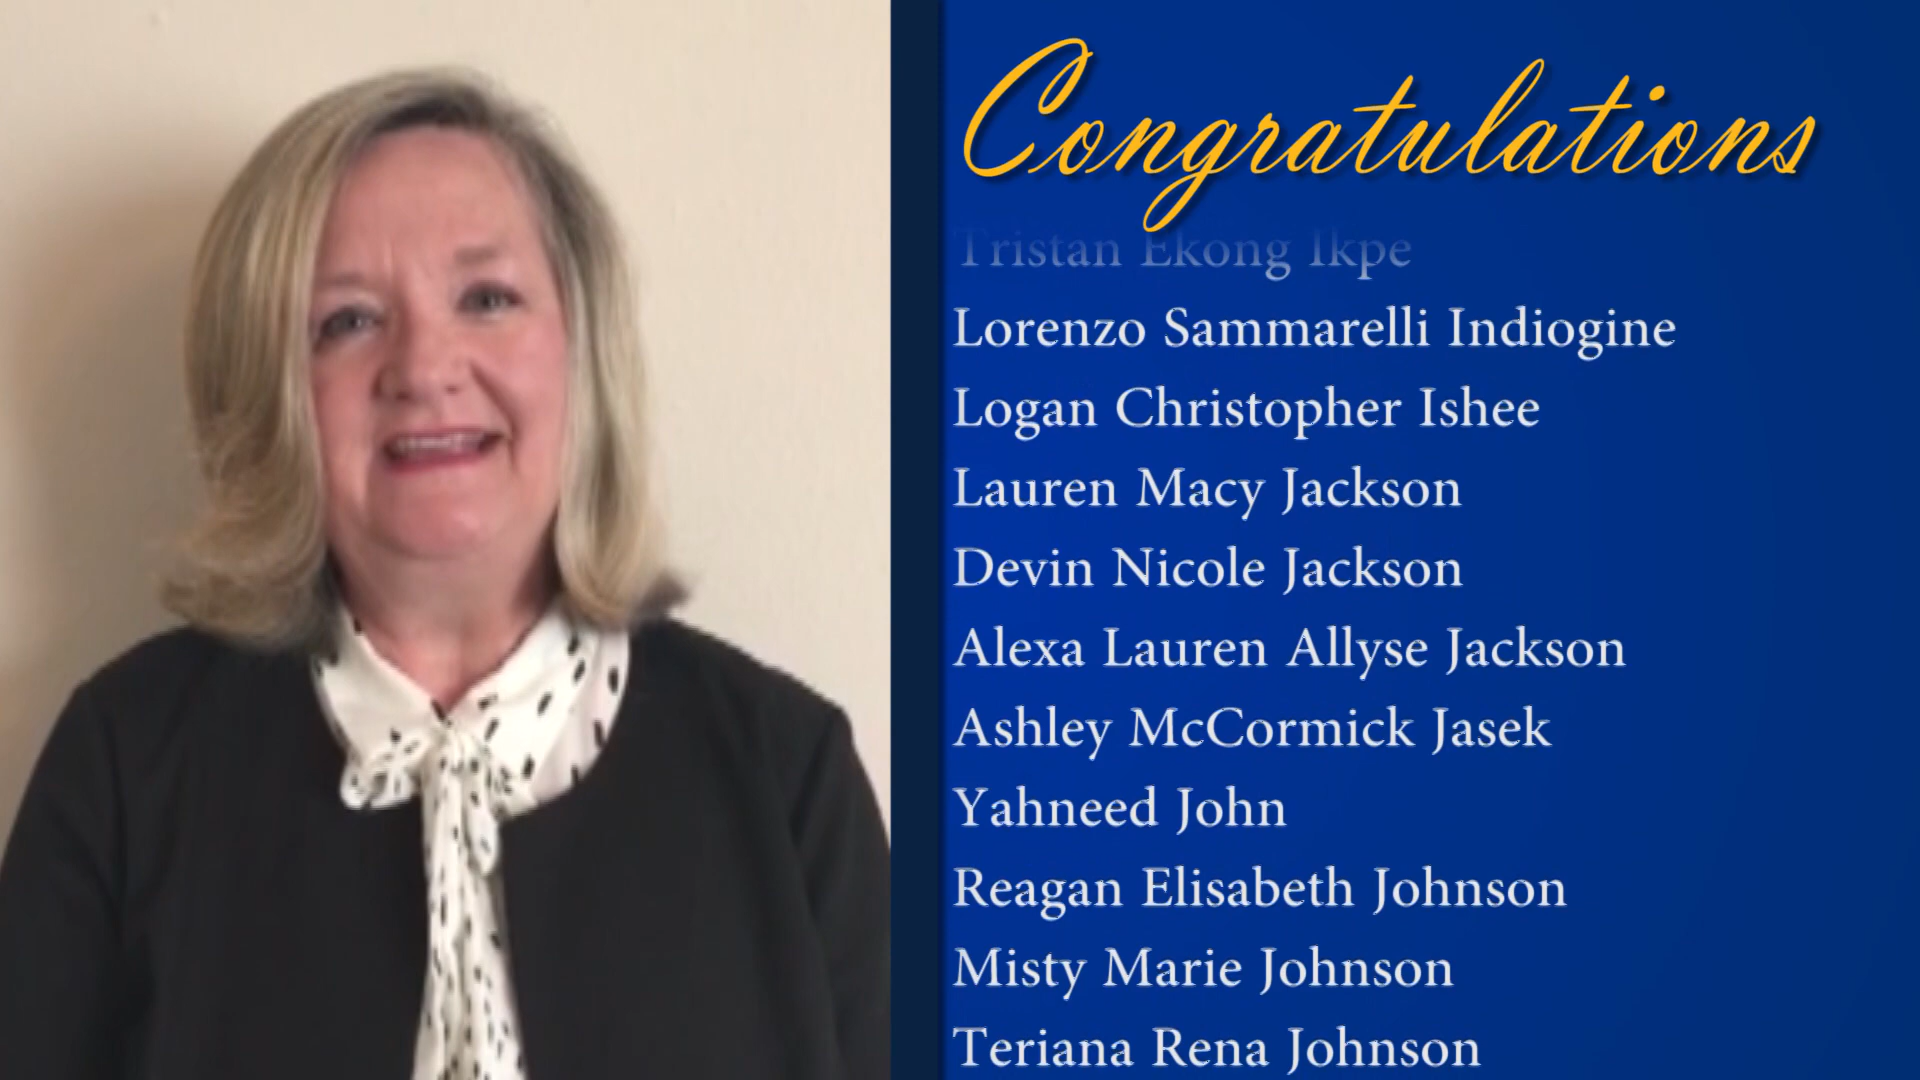 Congratulations
Tristan Ekong Ikpe
Lorenzo Sammarelli Indiogine
Logan Christopher Ishee
Lauren Macy Jackson
Devin Nicole Jackson
Alexa Lauren Allyse Jackson
Ashley McCormick Jasek
Yahneed John
Reagan Elisabeth Johnson
Misty Marie Johnson
Teriana Rena Johnson